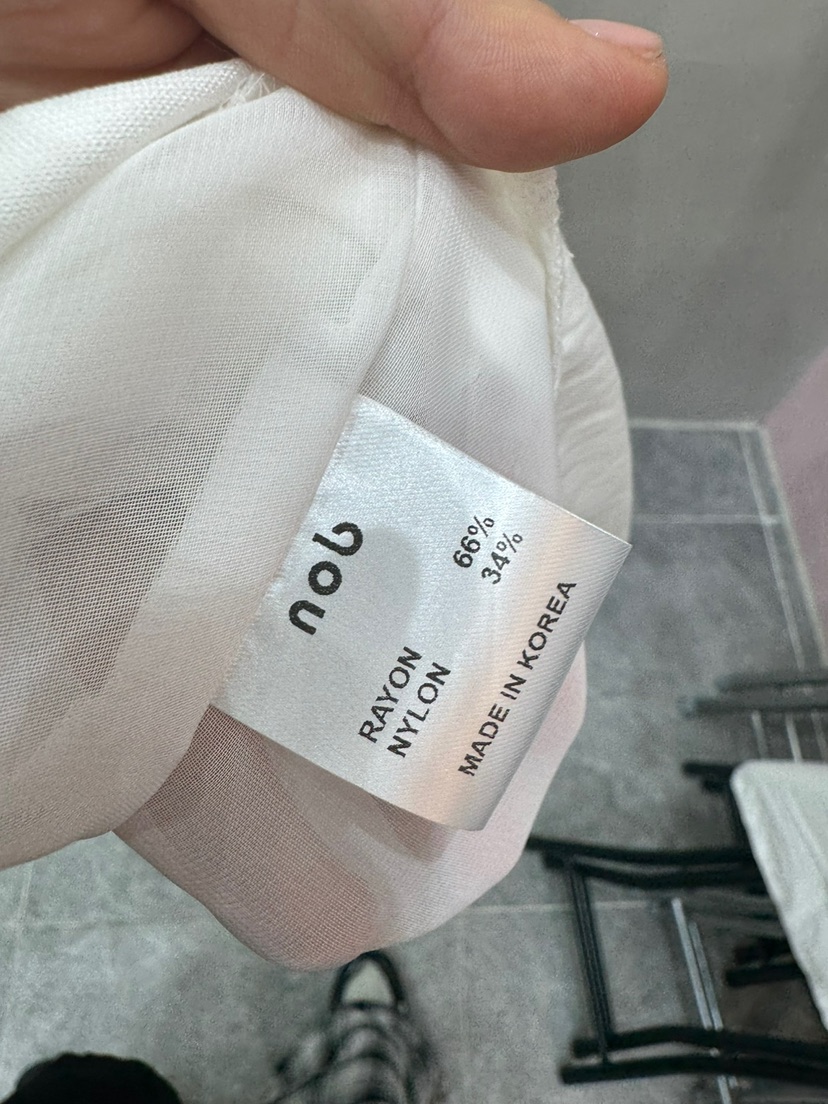 nob
RAYON 66%
NYLON 34%
MADE IN KOREA